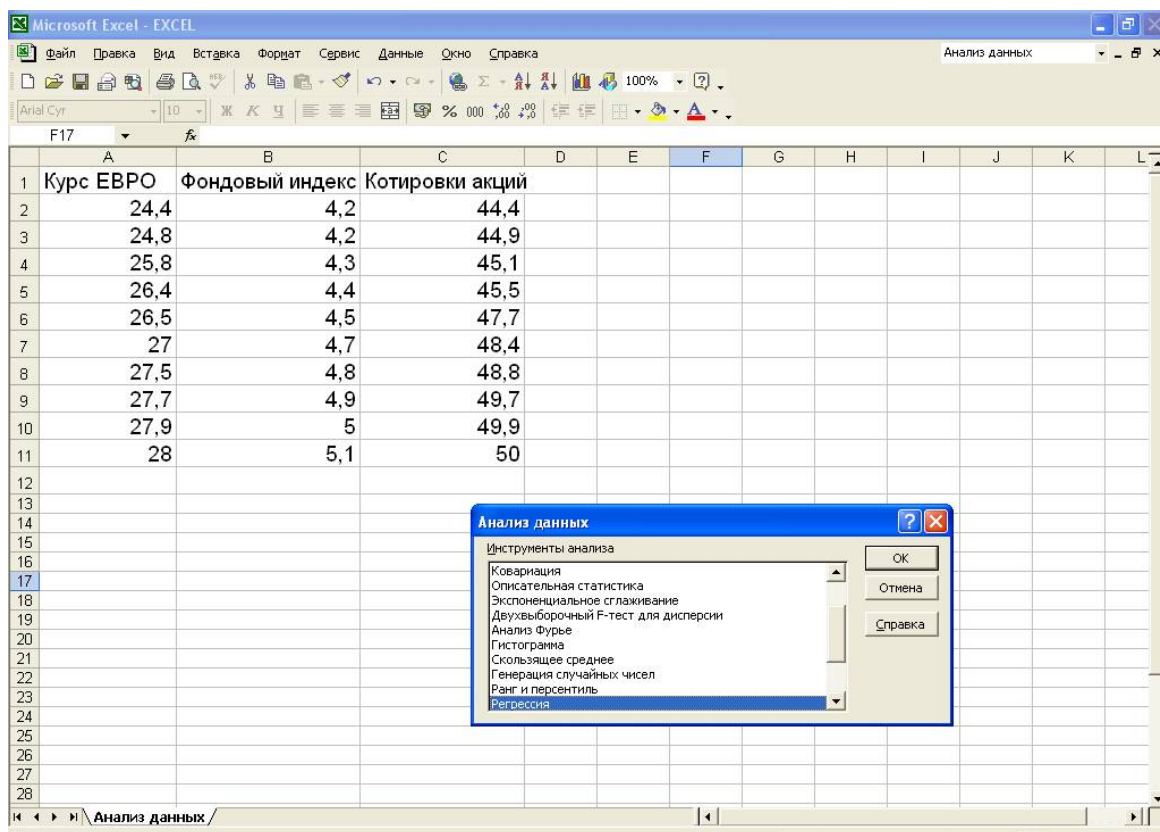 Microsoft Excel - EXCEL
Файл Правка Вид Вставка Формат Сервис Данные Окно Справка Анализ данных
100%
Arial Cyr 10 Ж К Ч % 000
F17 fx
A B C D E F G H I J K L
1 Курс ЕВРО Фондовый индекс Котировки акций
2 24,4 4,2 44,4
3 24,8 4,2 44,9
4 25,8 4,3 45,1
5 26,4 4,4 45,5
6 26,5 4,5 47,7
7 27 4,7 48,4
8 27,5 4,8 48,8
9 27,7 4,9 49,7
10 27,9 5 49,9
11 28 5,1 50
12
13
14
15
16
17
18
19
20
21
22
23
24
25
26
27
28
Анализ данных
Инструменты анализа
Ковариация
Описательная статистика
Экспоненциальное сглаживание
Двухвыборочный F-тест для дисперсии
Анализ Фурье
Гистограмма
Скользящее среднее
Генерация случайных чисел
Ранг и персентиль
Регрессия
OK
Отмена
Справка
Анализ данных